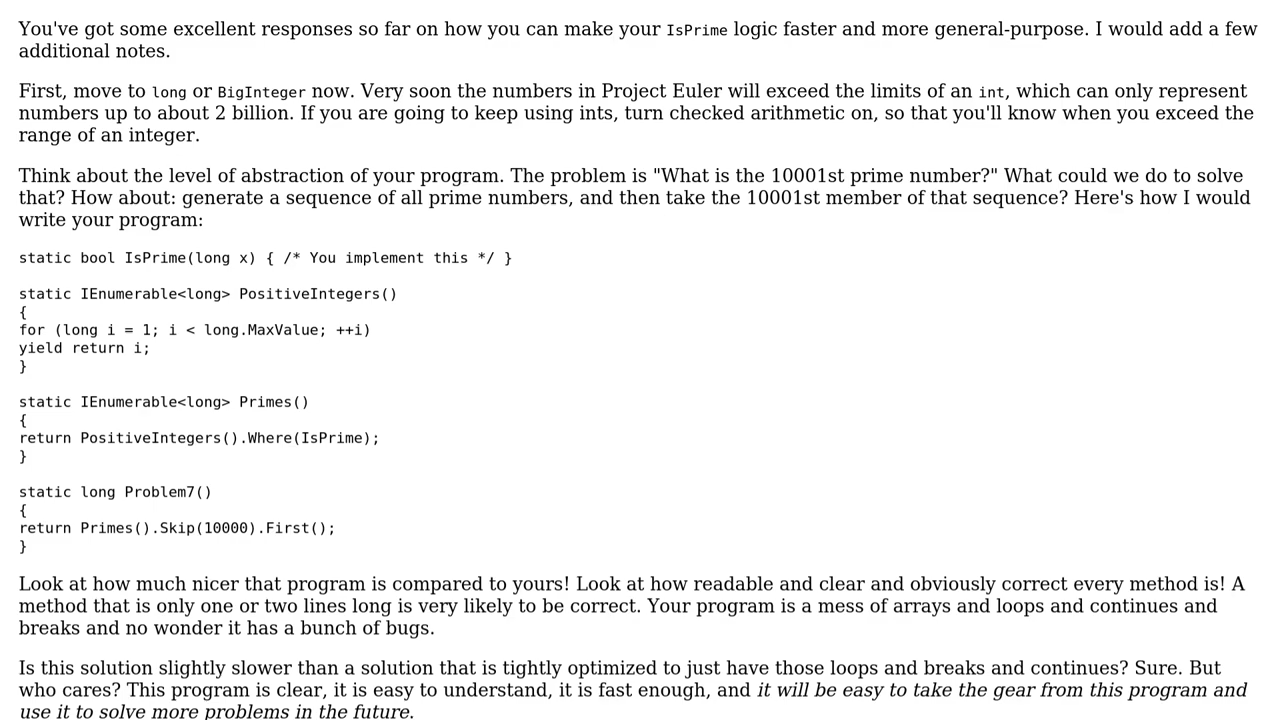 You've got some excellent responses so far on how you can make your IsPrime logic faster and more general-purpose. I would add a few
additional notes.
First, move to long or BigInteger now. Very soon the numbers in Project Euler will exceed the limits of an int, which can only represent
numbers up to about 2 billion. If you are going to keep using ints, turn checked arithmetic on, so that you'll know when you exceed the
range of an integer.
Think about the level of abstraction of your program. The problem is "What is the 10001st prime number?" What could we do to solve
that? How about: generate a sequence of all prime numbers, and then take the 10001st member of that sequence? Here's how I would
write your program:
static bool IsPrime(long x) { /* You implement this */ }
static IEnumerable<long> PositiveIntegers()
{
for (long i = 1; i < long.MaxValue; ++i)
yield return i;
}
static IEnumerable<long> Primes()
{
return PositiveIntegers().Where(IsPrime);
}
static long Problem7()
{
return Primes().Skip(10000).First();
}
Look at how much nicer that program is compared to yours! Look at how readable and clear and obviously correct every method is! A
method that is only one or two lines long is very likely to be correct. Your program is a mess of arrays and loops and continues and
breaks and no wonder it has a bunch of bugs.
Is this solution slightly slower than a solution that is tightly optimized to just have those loops and breaks and continues? Sure. But
who cares? This program is clear, it is easy to understand, it is fast enough, and it will be easy to take the gear from this program and
use it to solve more problems in the future.